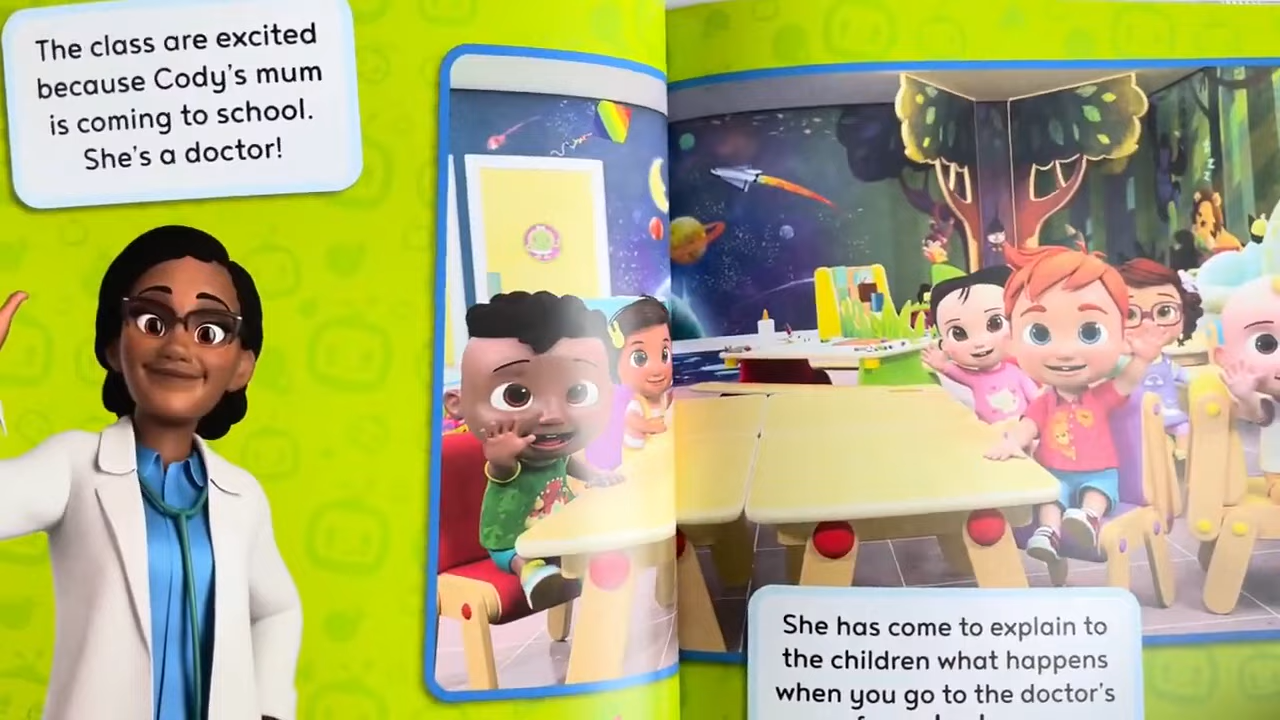 The class are excited
because Cody's mum
is coming to school.
She's a doctor!
She has come to explain to
the children what happens
when you go to the doctor's